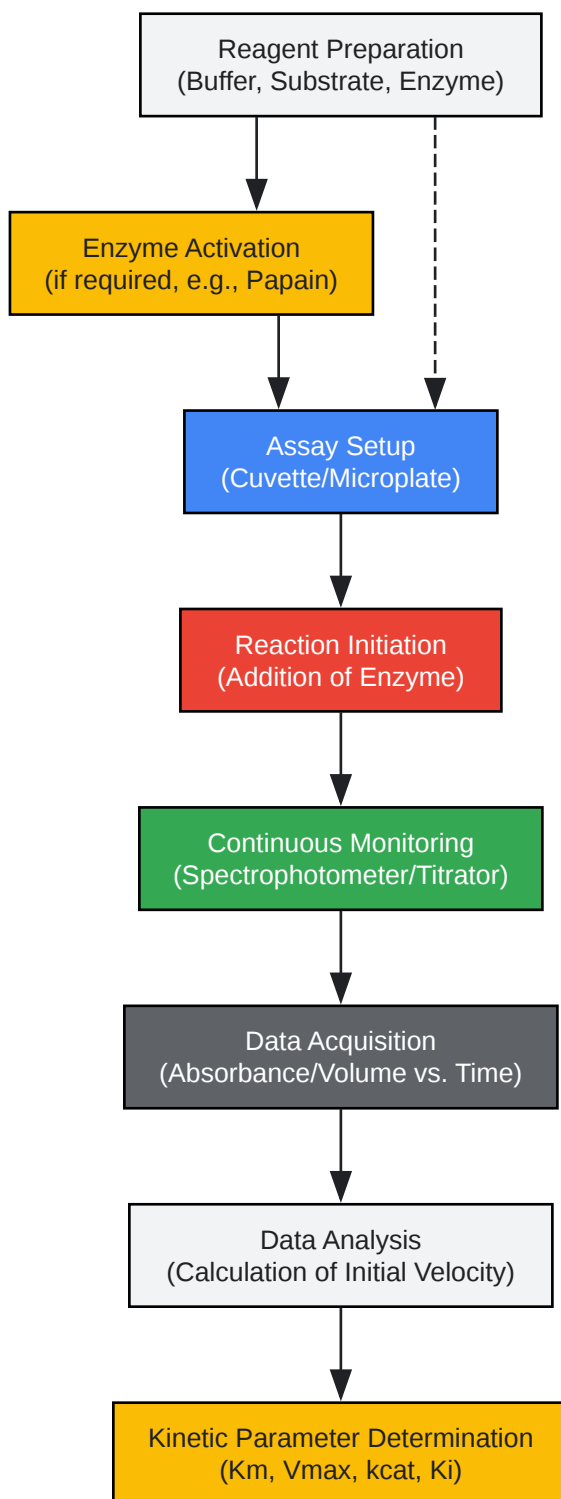 Reagent Preparation
(Buffer, Substrate, Enzyme)
Enzyme Activation
(if required, e.g., Papain)
Assay Setup
(Cuvette/Microplate)
Reaction Initiation
(Addition of Enzyme)
Continuous Monitoring
(Spectrophotometer/Titrator)
Data Acquisition
(Absorbance/Volume vs. Time)
Data Analysis
(Calculation of Initial Velocity)
Kinetic Parameter Determination
(Km, Vmax, kcat, Ki)